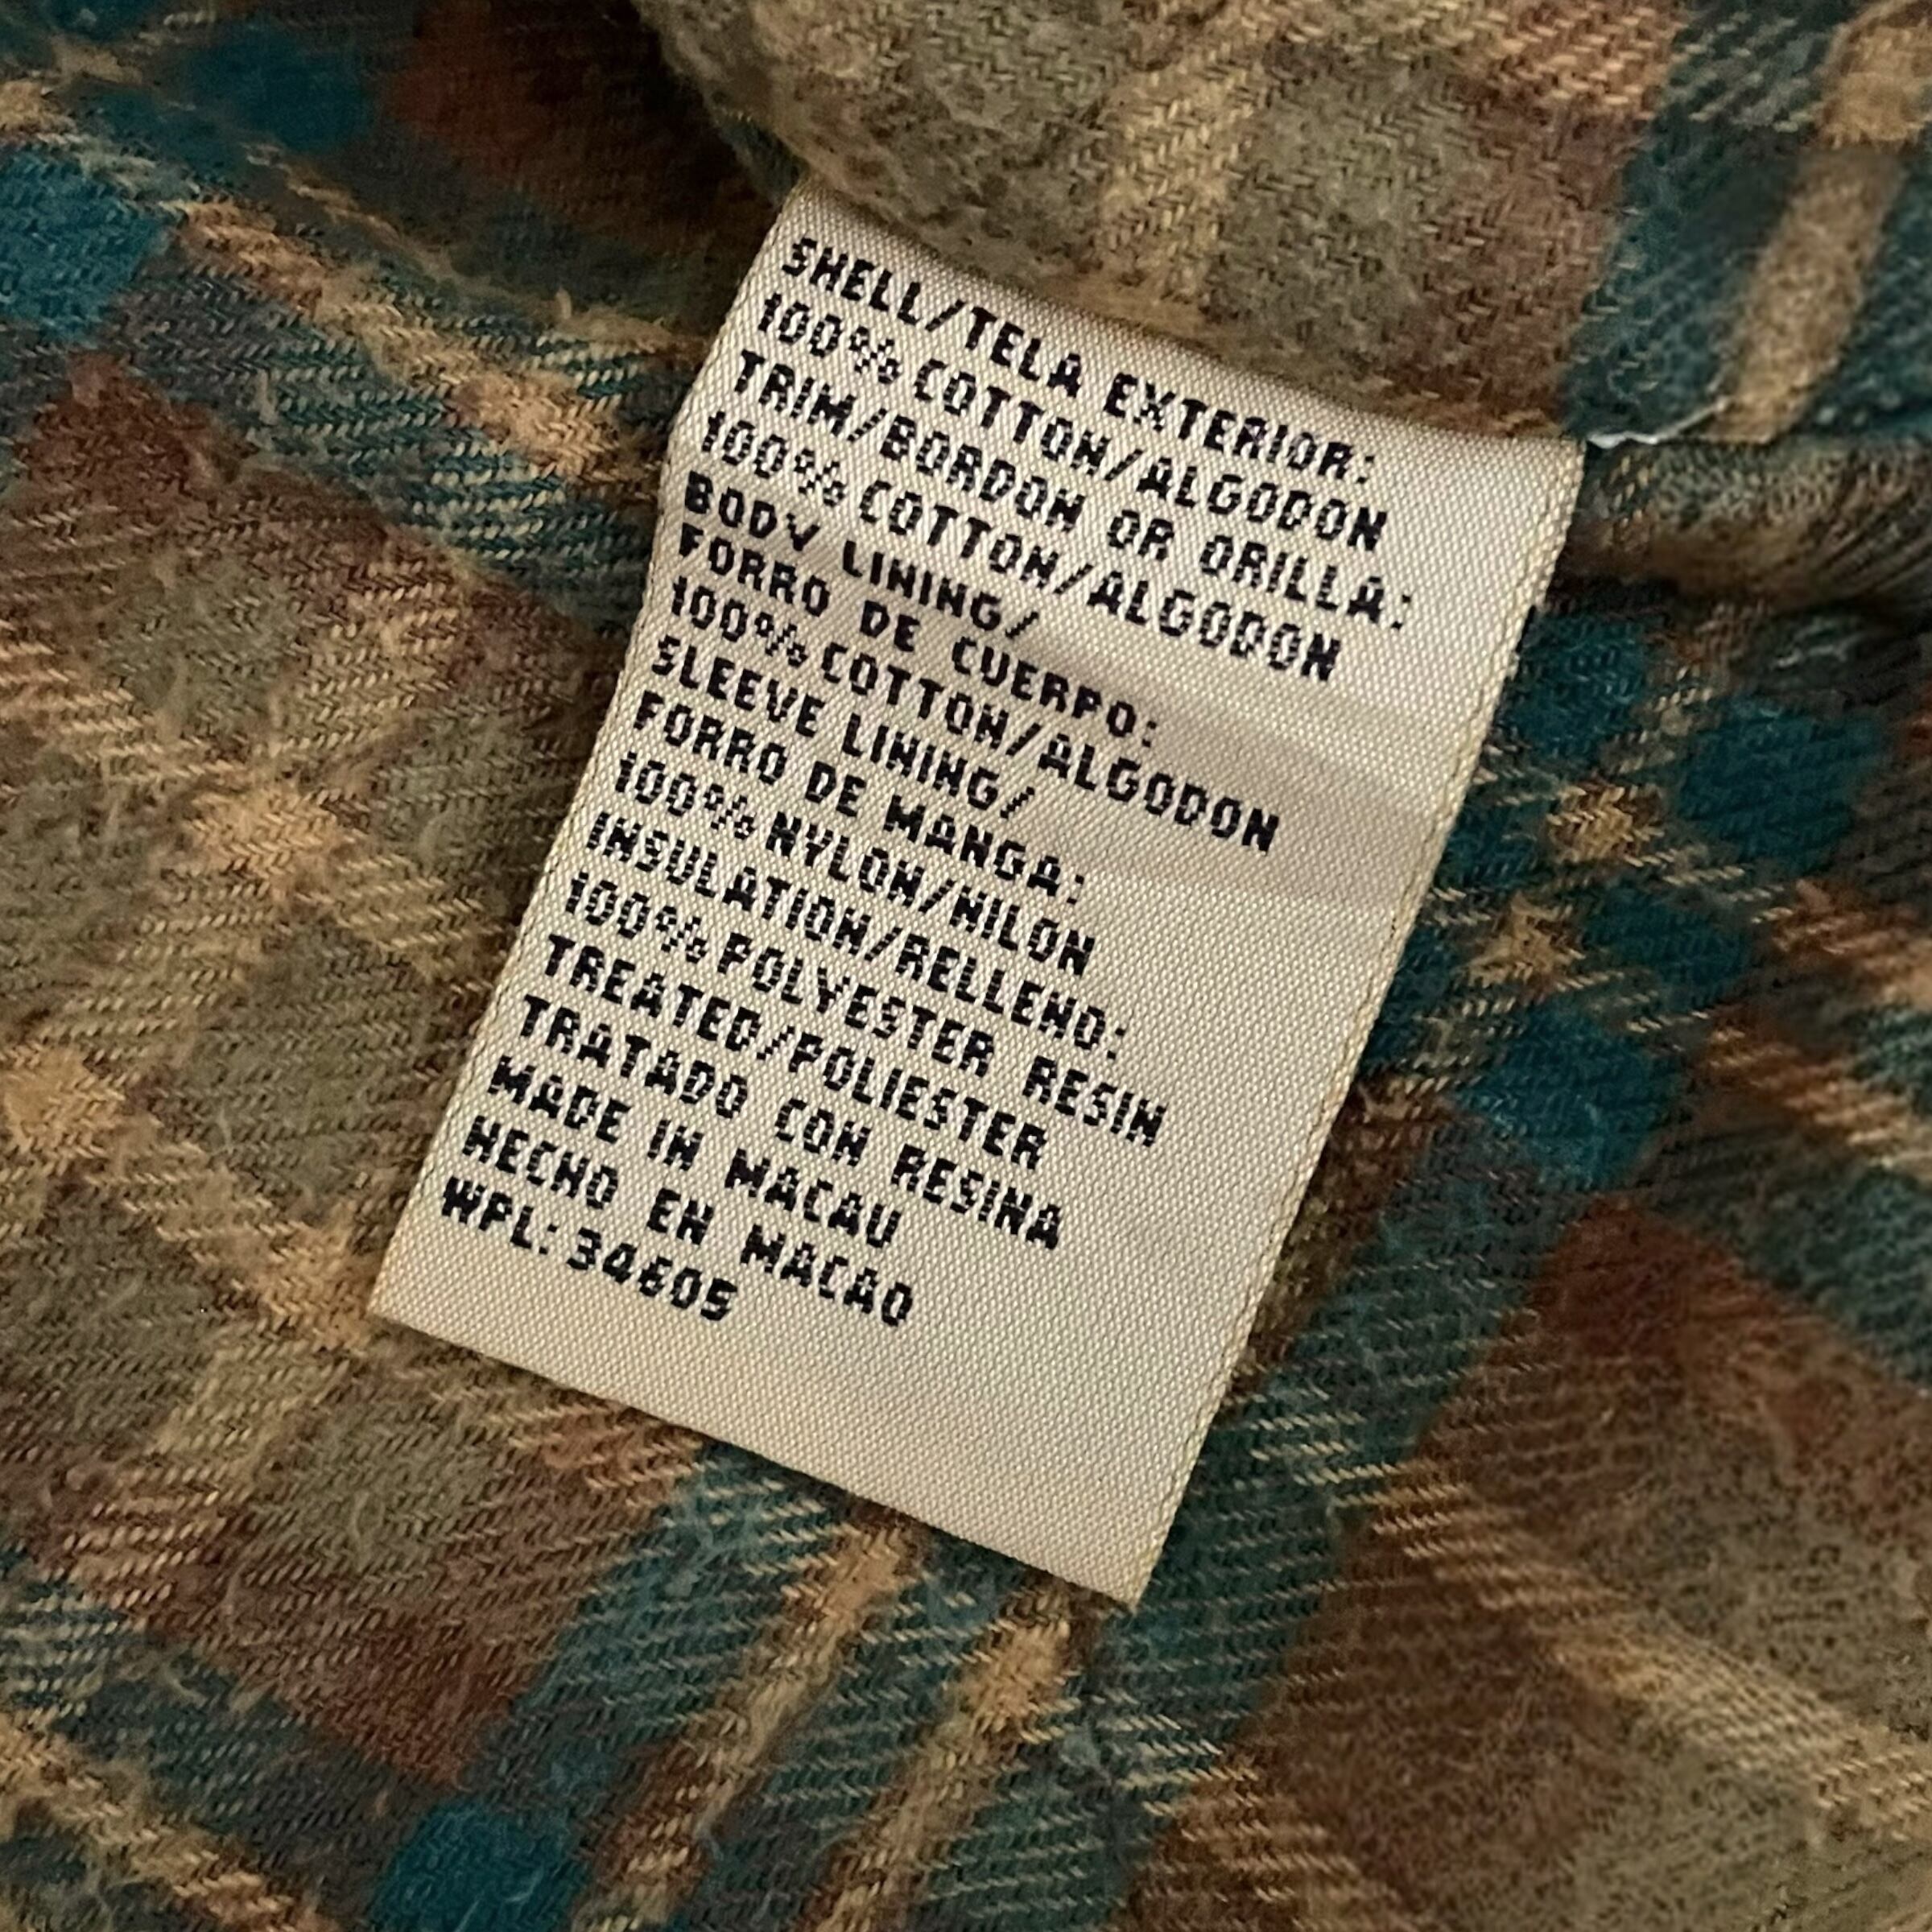 SHELL/TELA EXTERIOR:
100% COTTON/ALGODON
TRIM/BORDON OR ORILLA:
100% COTTON/ALGODON
BODY LINING/
FORRO DE CUERPO:
100% COTTON/ALGODON
SLEEVE LINING/
FORRO DE MANGA:
100% NYLON/NILON
INSULATION/RELLENO:
100% POLYESTER RESIN
TREATED/POLIESTER
TRATADO CON RESINA
MADE IN MACAU
HECHO EN MACAO
WPL: 34605